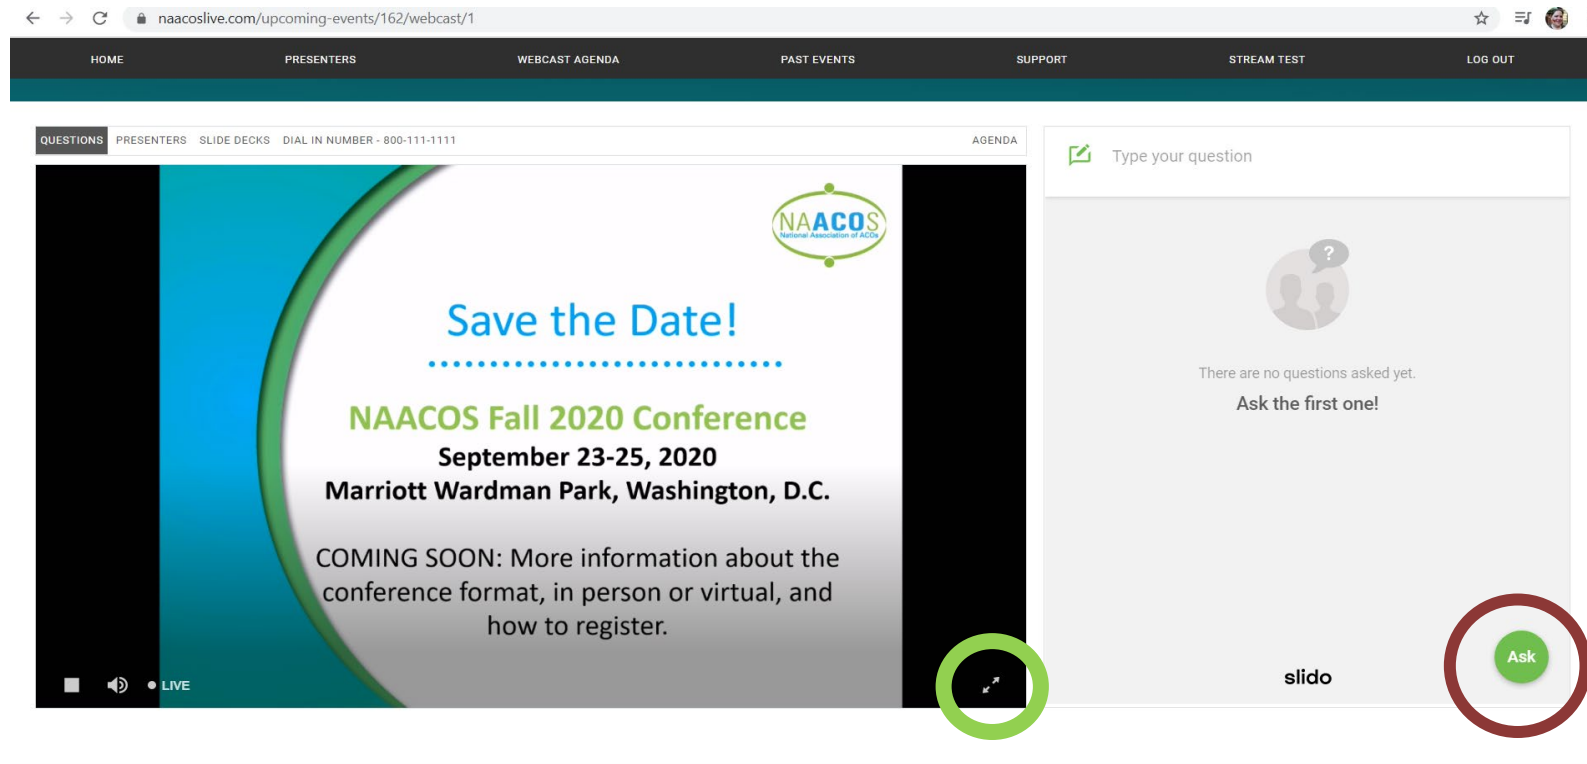 naacoslive.com/upcoming-events/162/webcast/1
HOME PRESENTERS WEBCAST AGENDA PAST EVENTS SUPPORT STREAM TEST LOG OUT
QUESTIONS PRESENTERS SLIDE DECKS DIAL IN NUMBER - 800-111-1111 AGENDA
Type your question
NAACOS
National Association of ACOs
?
Save the Date!
NAACOS Fall 2020 Conference
September 23-25, 2020
Marriott Wardman Park, Washington, D.C.
COMING SOON: More information about the
conference format, in person or virtual, and
how to register.
LIVE
There are no questions asked yet.
Ask the first one!
Ask
slido